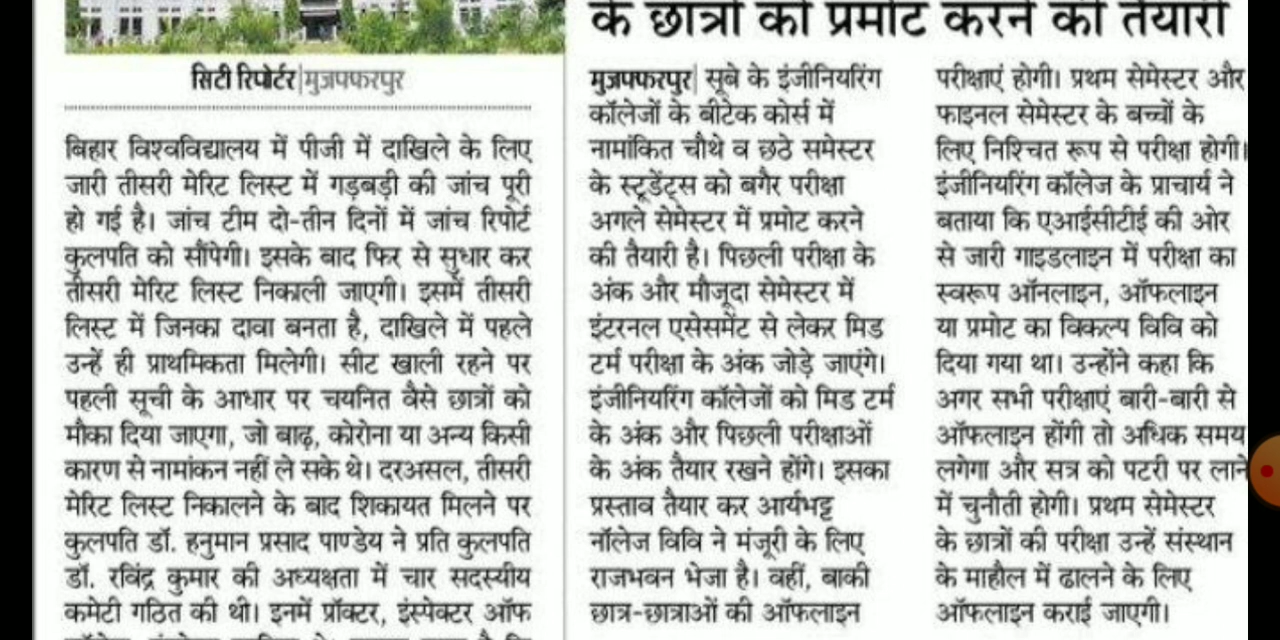 के छात्रों को प्रमोट करने की तैयारी
सिटी रिपोर्टर|मुजफ्फरपुर
बिहार विश्वविद्यालय में पीजी में दाखिले के लिए
जारी तीसरी मेरिट लिस्ट में गड़बड़ी की जांच पूरी
हो गई है। जांच टीम दो-तीन दिनों में जांच रिपोर्ट
कुलपति को सौंपेगी। इसके बाद फिर से सुधार कर
तीसरी मेरिट लिस्ट निकाली जाएगी। इसमें तीसरी
लिस्ट में जिनका दावा बनता है, दाखिले में पहले
उन्हें ही प्राथमिकता मिलेगी। सीट खाली रहने पर
पहली सूची के आधार पर चयनित वैसे छात्रों को
मौका दिया जाएगा, जो बाढ़, कोरोना या अन्य किसी
कारण से नामांकन नहीं ले सके थे। दरअसल, तीसरी
मेरिट लिस्ट निकालने के बाद शिकायत मिलने पर
कुलपति डॉ. हनुमान प्रसाद पाण्डेय ने प्रति कुलपति
डॉ. रविंद्र कुमार की अध्यक्षता में चार सदस्यीय
कमेटी गठित की थी। इनमें प्रॉक्टर, इंस्पेक्टर ऑफ
मुजफ्फरपुर| सूबे के इंजीनियरिंग
कॉलेजों के बीटेक कोर्स में
नामांकित चौथे व छठे समेस्टर
के स्टूडेंट्स को बगैर परीक्षा
अगले सेमेस्टर में प्रमोट करने
की तैयारी है। पिछली परीक्षा के
अंक और मौजूदा सेमेस्टर में
इंटरनल एसेसमेंट से लेकर मिड
टर्म परीक्षा के अंक जोड़े जाएंगे।
इंजीनियरिंग कॉलेजों को मिड टर्म
के अंक और पिछली परीक्षाओं
के अंक तैयार रखने होंगे। इसका
प्रस्ताव तैयार कर आर्यभट्ट
नॉलेज विवि ने मंजूरी के लिए
राजभवन भेजा है। वहीं, बाकी
छात्र-छात्राओं की ऑफलाइन
परीक्षाएं होगी। प्रथम सेमेस्टर और
फाइनल सेमेस्टर के बच्चों के
लिए निश्चित रूप से परीक्षा होगी।
इंजीनियरिंग कॉलेज के प्राचार्य ने
बताया कि एआईसीटीई की ओर
से जारी गाइडलाइन में परीक्षा का
स्वरूप ऑनलाइन, ऑफलाइन
या प्रमोट का विकल्प विवि को
दिया गया था। उन्होंने कहा कि
अगर सभी परीक्षाएं बारी-बारी से
ऑफलाइन होंगी तो अधिक समय
लगेगा और सत्र को पटरी पर लाने
में चुनौती होगी। प्रथम सेमेस्टर
के छात्रों की परीक्षा उन्हें संस्थान
के माहौल में ढालने के लिए
ऑफलाइन कराई जाएगी।